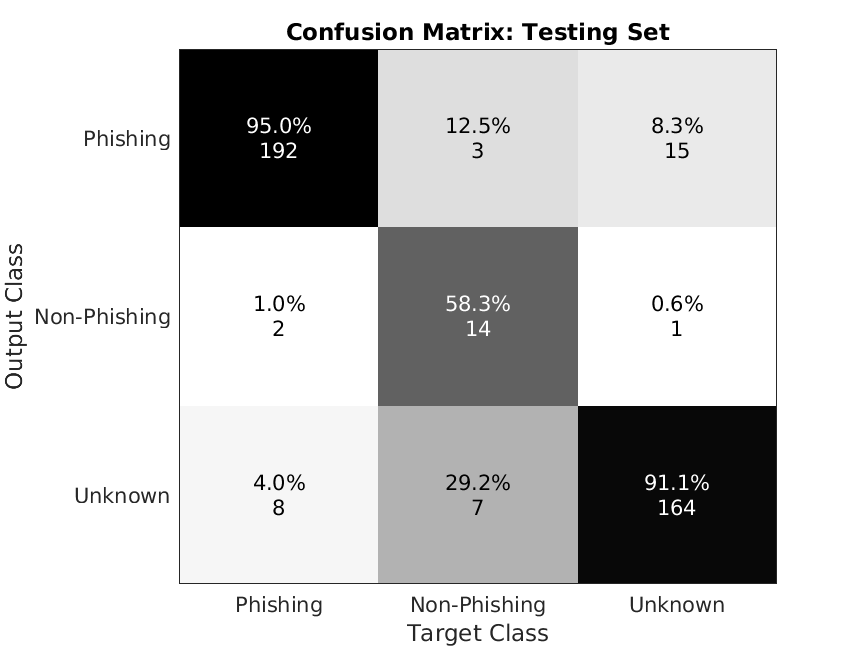 Confusion Matrix: Testing Set
Output Class
Phishing
95.0%
192
12.5%
3
8.3%
15
Non-Phishing
1.0%
2
58.3%
14
0.6%
1
Unknown
4.0%
8
29.2%
7
91.1%
164
Phishing
Non-Phishing
Unknown
Target Class